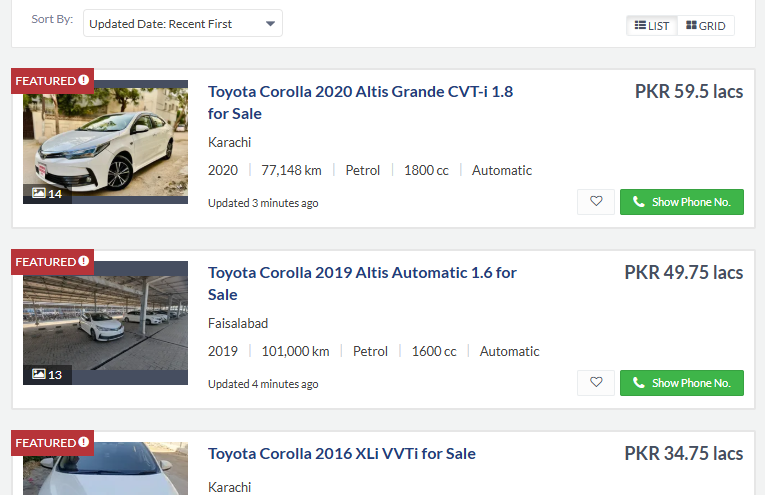 Sort By:
Updated Date: Recent First
LIST
GRID
FEATURED
14
Toyota Corolla 2020 Altis Grande CVT-i 1.8
for Sale
PKR 59.5 lacs
Karachi
2020 | 77,148 km | Petrol | 1800 cc | Automatic
Updated 3 minutes ago
Show Phone No.
FEATURED
13
Toyota Corolla 2019 Altis Automatic 1.6 for
Sale
PKR 49.75 lacs
Faisalabad
2019 | 101,000 km | Petrol | 1600 cc | Automatic
Updated 4 minutes ago
Show Phone No.
FEATURED
Toyota Corolla 2016 XLi VVTi for Sale
PKR 34.75 lacs
Karachi